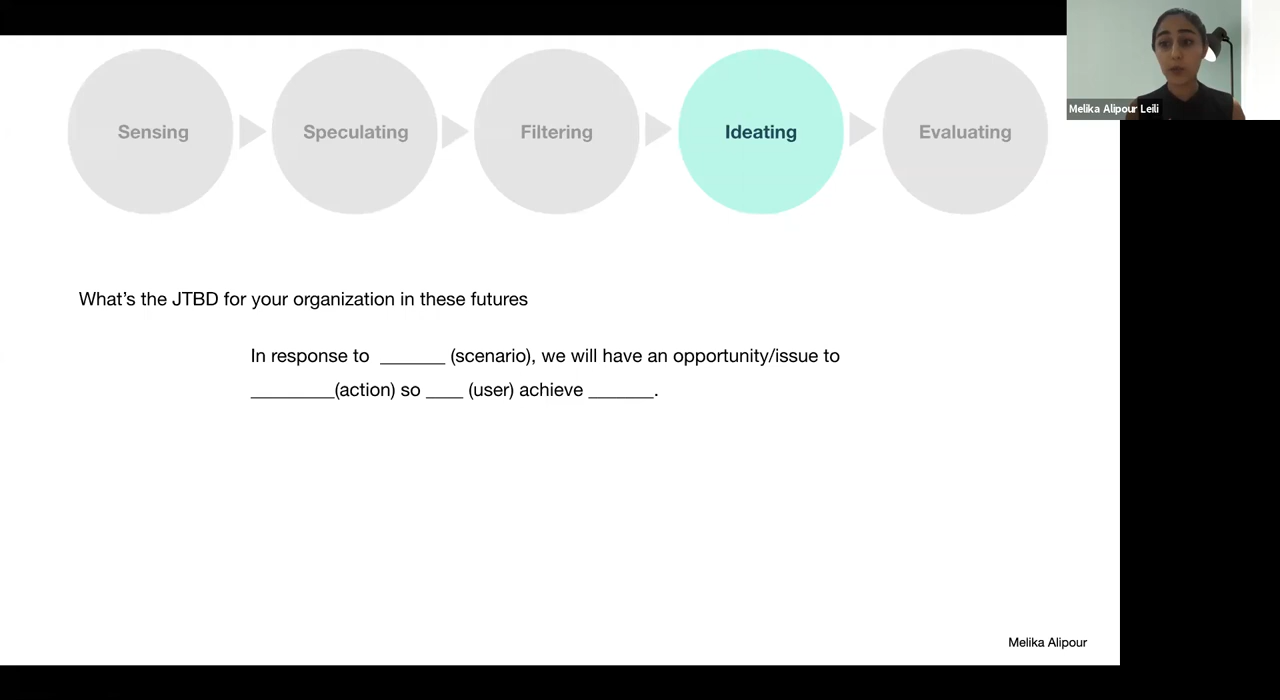 Sensing
Speculating
Filtering
Ideating
Evaluating
Melika Alipour Leili
What's the JTBD for your organization in these futures
In response to _______ (scenario), we will have an opportunity/issue to
_________(action) so ____ (user) achieve _______.
Melika Alipour